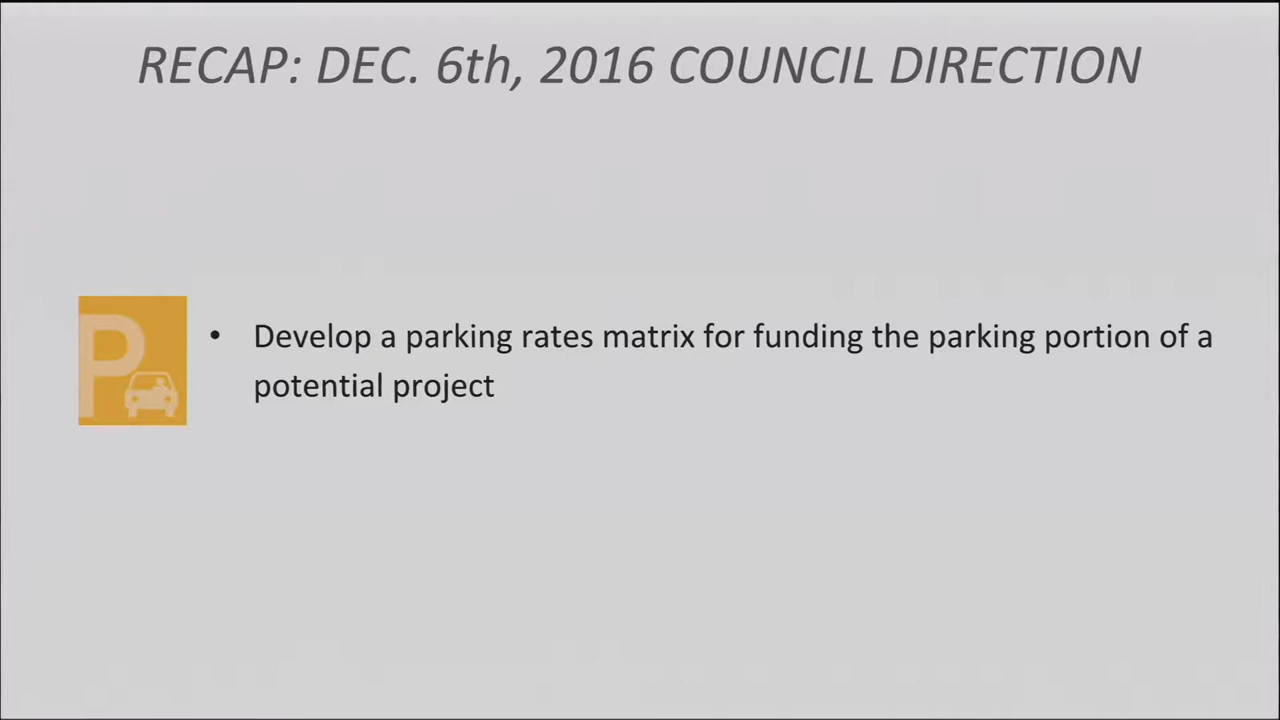 RECAP: DEC. 6th, 2016 COUNCIL DIRECTION
P
• Develop a parking rates matrix for funding the parking portion of a
potential project